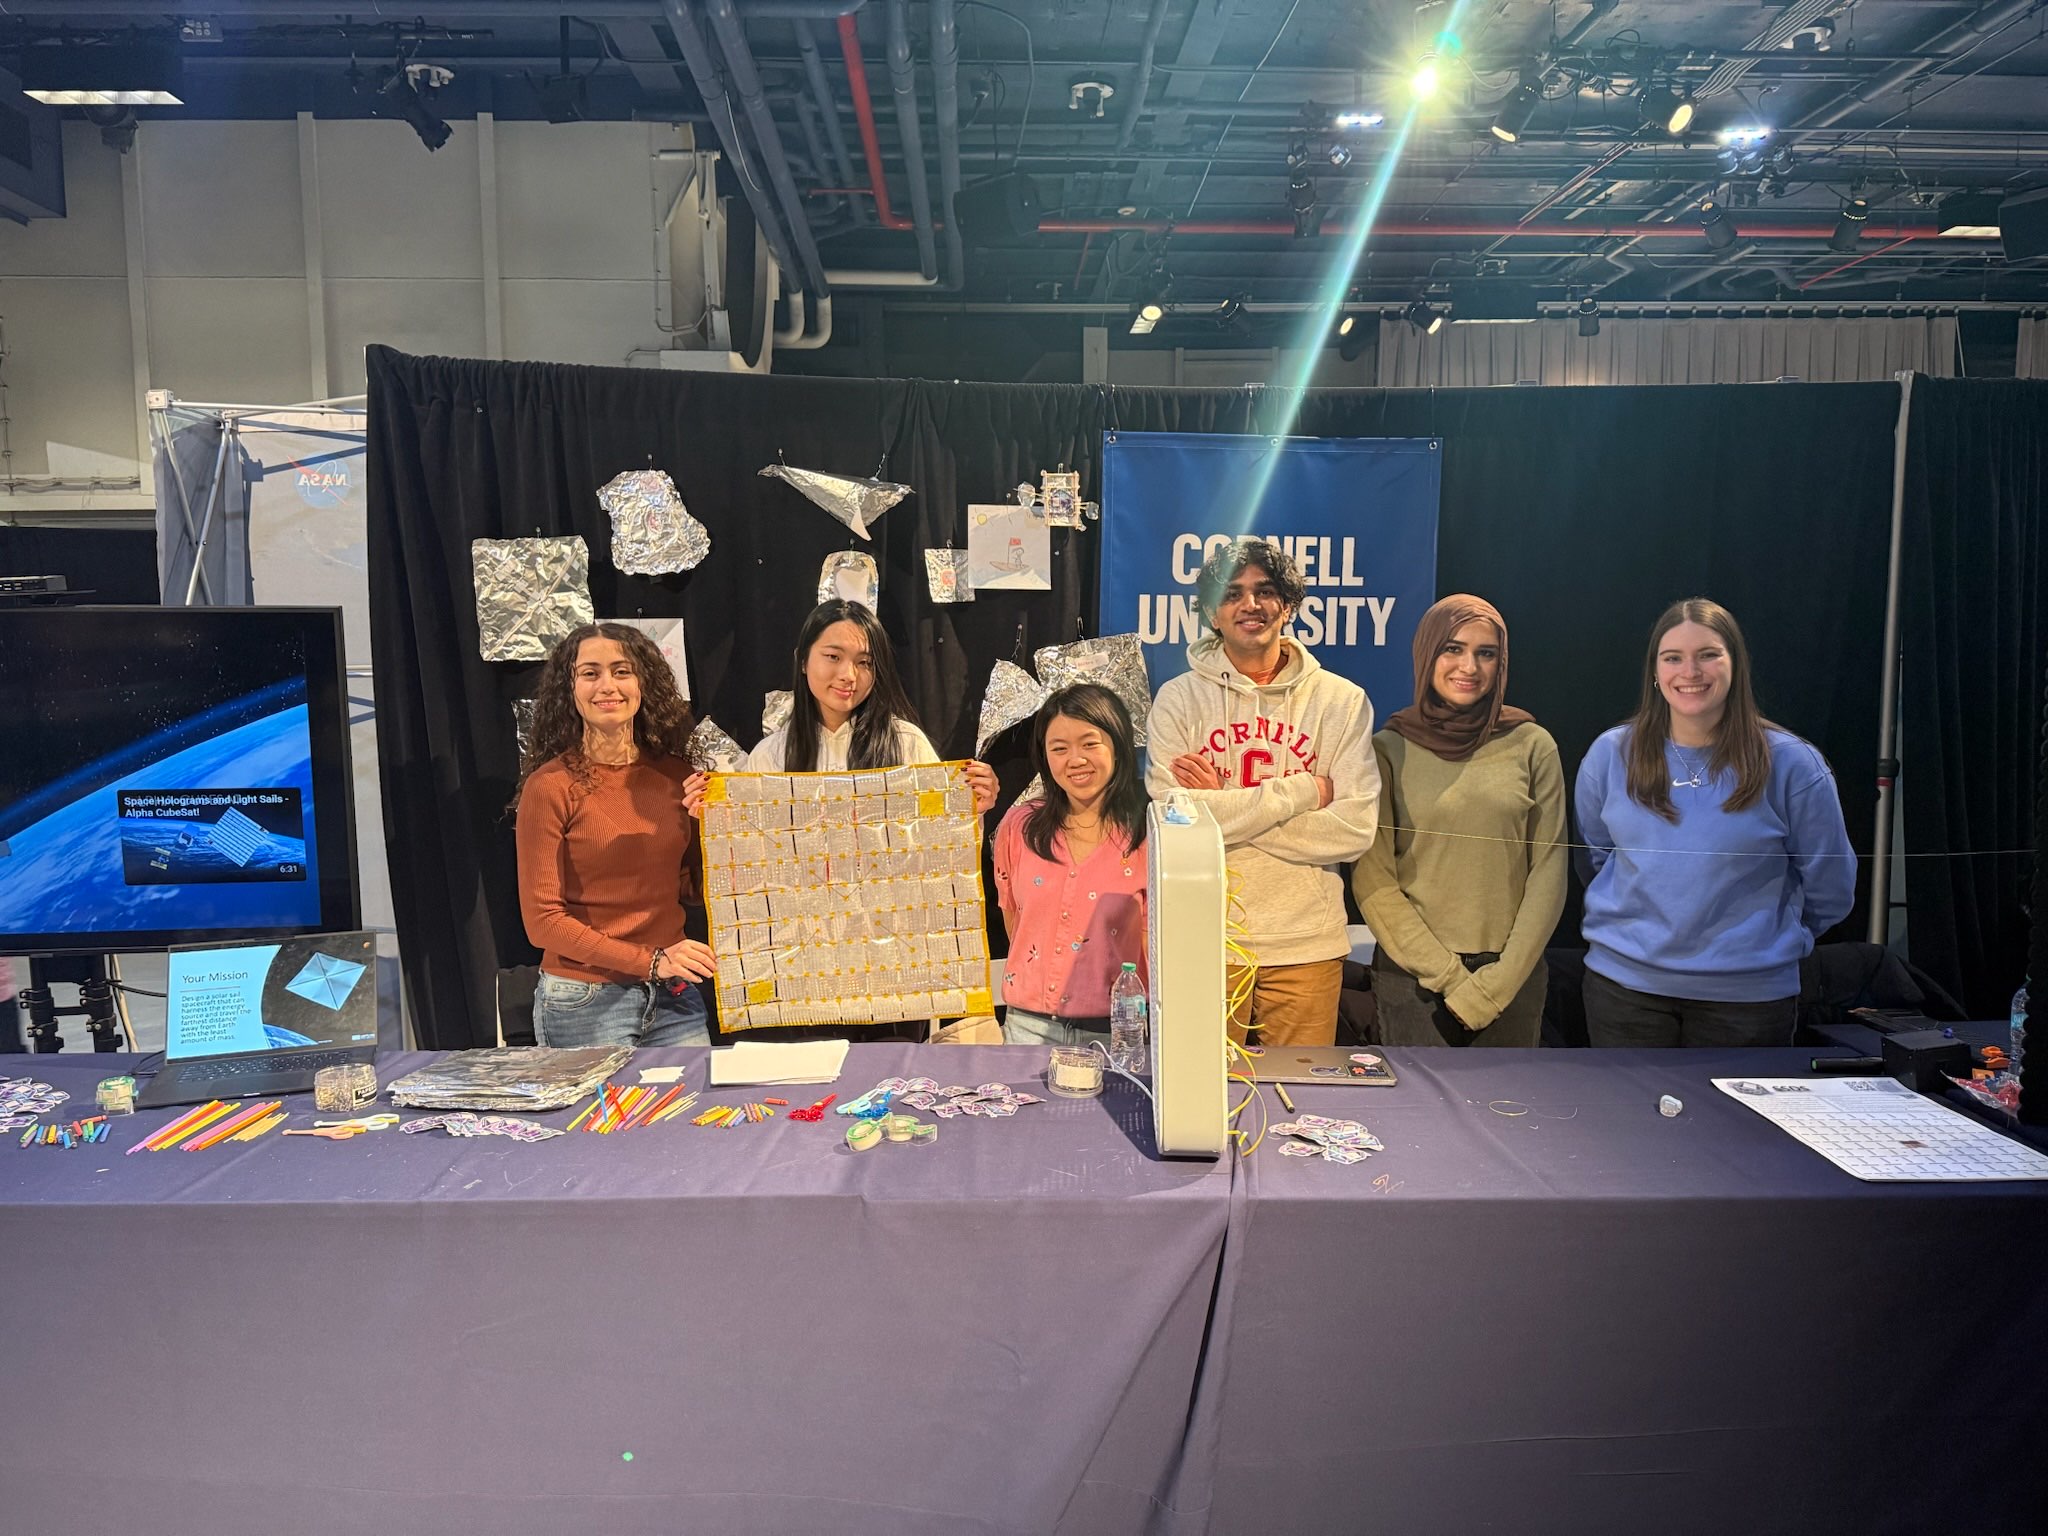 NASA
CORNELL
UNIVERSITY
CORNELL
C
Space Holograms and Light Sails -
Alpha CubeSat!
6:31
Your Mission
Design a solar sail
spacecraft that can
harness the energy
source and travel the
farthest distance
away from Earth
with the least
amount of mass.